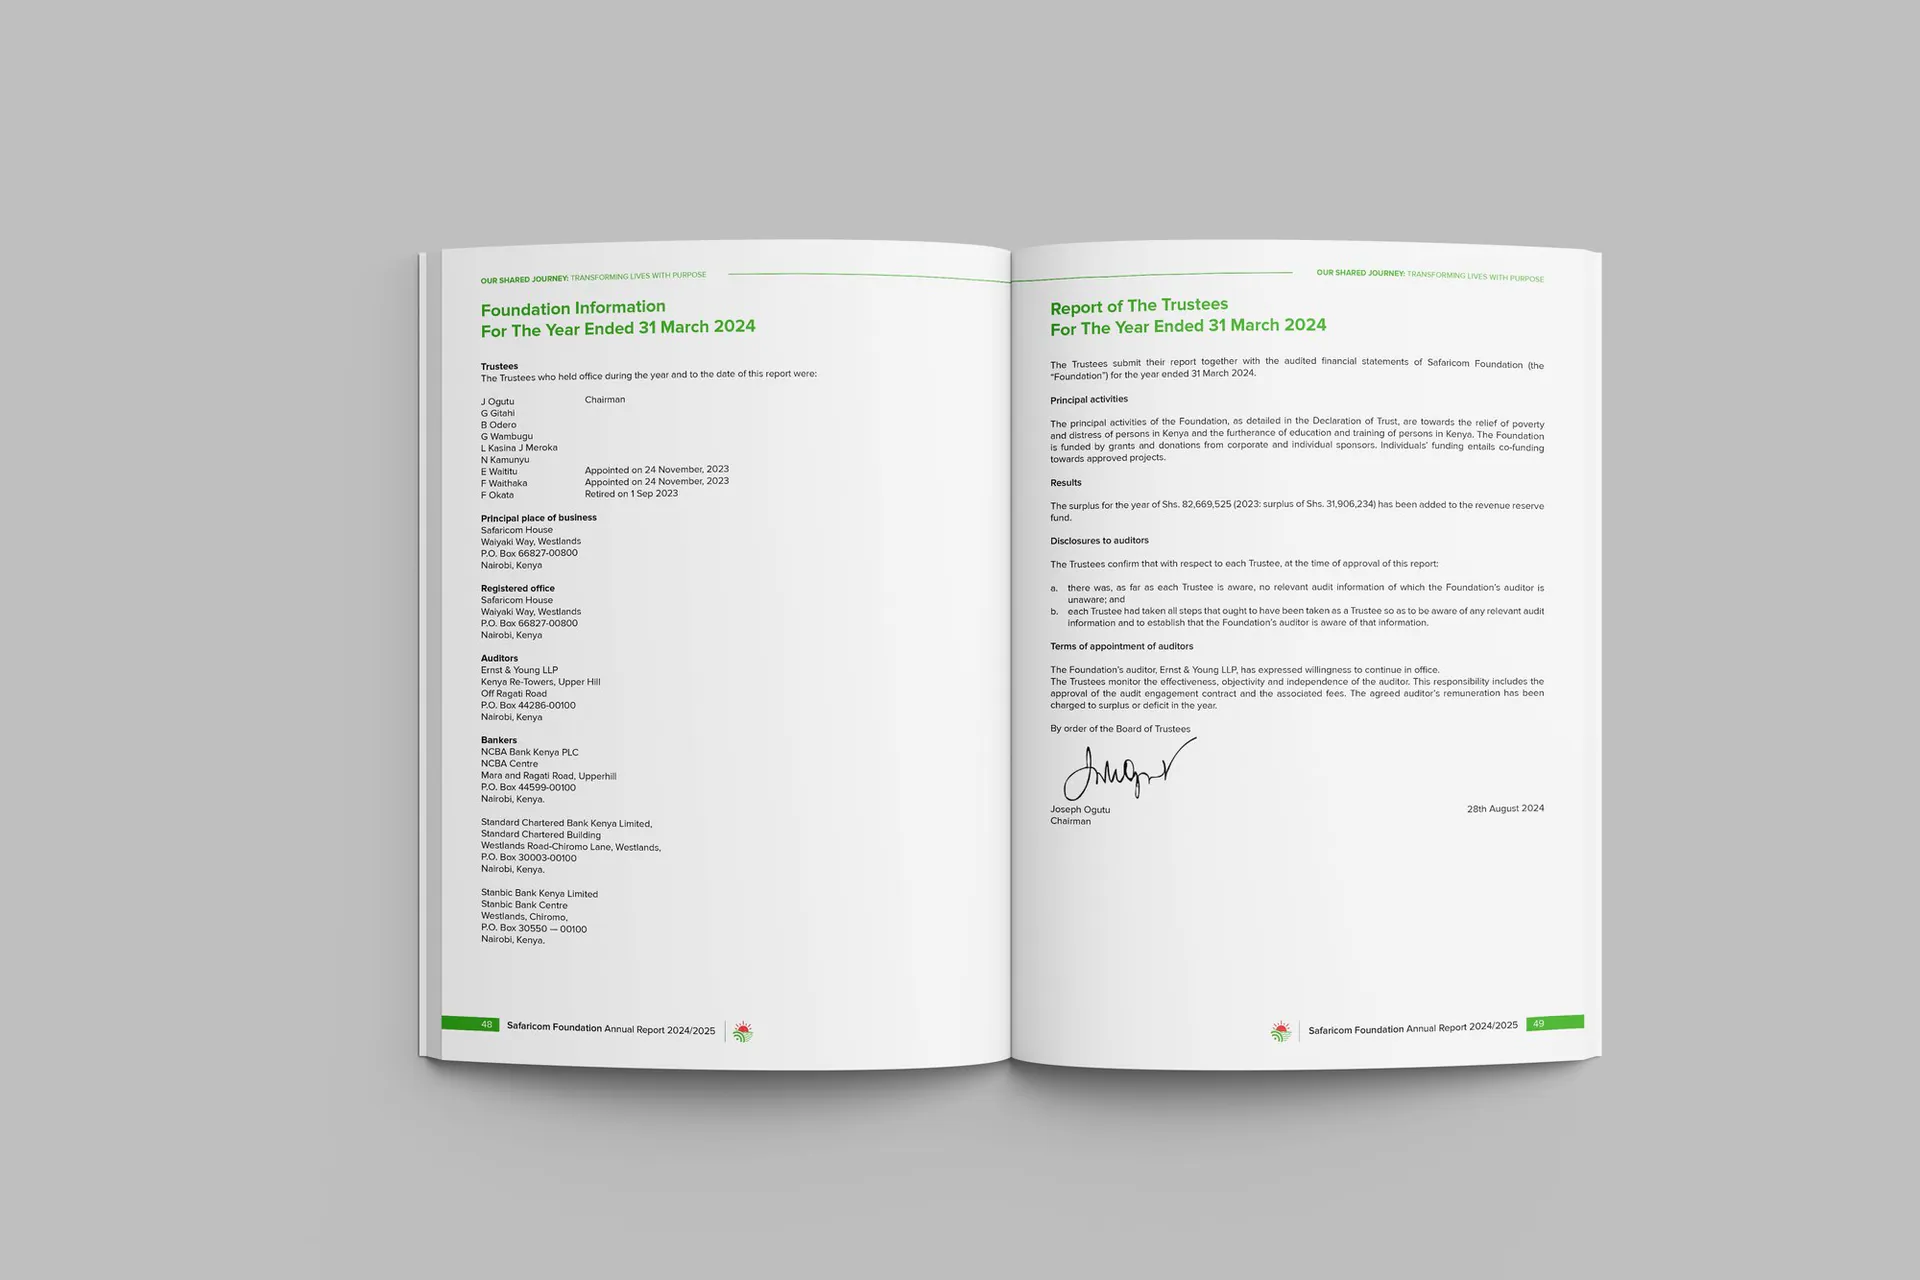 OUR SHARED JOURNEY: TRANSFORMING LIVES WITH PURPOSE
Foundation Information
For The Year Ended 31 March 2024
Trustees
The Trustees who held office during the year and to the date of this report were:
J Ogutu Chairman
G Gitahi
B Odero
G Wambugu
L Kasina J Meroka
N Kamunyu
E Waititu Appointed on 24 November, 2023
F Waithaka Appointed on 24 November, 2023
F Okata Retired on 1 Sep 2023
Principal place of business
Safaricom House
Waiyaki Way, Westlands
P.O. Box 66827-00800
Nairobi, Kenya
Registered office
Safaricom House
Waiyaki Way, Westlands
P.O. Box 66827-00800
Nairobi, Kenya
Auditors
Ernst & Young LLP
Kenya Re-Towers, Upper Hill
Off Ragati Road
P.O. Box 44286-00100
Nairobi, Kenya
Bankers
NCBA Bank Kenya PLC
NCBA Centre
Mara and Ragati Road, Upperhill
P.O. Box 44599-00100
Nairobi, Kenya.
Standard Chartered Bank Kenya Limited,
Standard Chartered Building
Westlands Road-Chiromo Lane, Westlands,
P.O. Box 30003-00100
Nairobi, Kenya.
Stanbic Bank Kenya Limited
Stanbic Bank Centre
Westlands, Chiromo,
P.O. Box 30550 — 00100
Nairobi, Kenya.
48 Safaricom Foundation Annual Report 2024/2025
OUR SHARED JOURNEY: TRANSFORMING LIVES WITH PURPOSE
Report of The Trustees
For The Year Ended 31 March 2024
The Trustees submit their report together with the audited financial statements of Safaricom Foundation (the
“Foundation”) for the year ended 31 March 2024.
Principal activities
The principal activities of the Foundation, as detailed in the Declaration of Trust, are towards the relief of poverty
and distress of persons in Kenya and the furtherance of education and training of persons in Kenya. The Foundation
is funded by grants and donations from corporate and individual sponsors. Individuals’ funding entails co-funding
towards approved projects.
Results
The surplus for the year of Shs. 82,669,525 (2023: surplus of Shs. 31,906,234) has been added to the revenue reserve
fund.
Disclosures to auditors
The Trustees confirm that with respect to each Trustee, at the time of approval of this report:
a. there was, as far as each Trustee is aware, no relevant audit information of which the Foundation’s auditor is
unaware; and
b. each Trustee had taken all steps that ought to have been taken as a Trustee so as to be aware of any relevant audit
information and to establish that the Foundation’s auditor is aware of that information.
Terms of appointment of auditors
The Foundation’s auditor, Ernst & Young LLP, has expressed willingness to continue in office.
The Trustees monitor the effectiveness, objectivity and independence of the auditor. This responsibility includes the
approval of the audit engagement contract and the associated fees. The agreed auditor’s remuneration has been
charged to surplus or deficit in the year.
By order of the Board of Trustees
Joseph Ogutu 28th August 2024
Chairman
Safaricom Foundation Annual Report 2024/2025 49